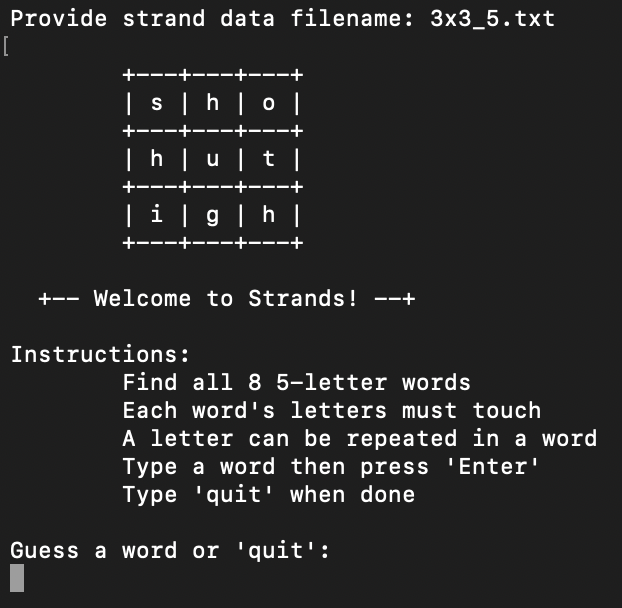 Provide strand data filename: 3x3_5.txt
[
+---+---+---+
| s | h | o |
+---+---+---+
| h | u | t |
+---+---+---+
| i | g | h |
+---+---+---+
+-- Welcome to Strands! --+
Instructions:
Find all 8 5-letter words
Each word's letters must touch
A letter can be repeated in a word
Type a word then press 'Enter'
Type 'quit' when done
Guess a word or 'quit':